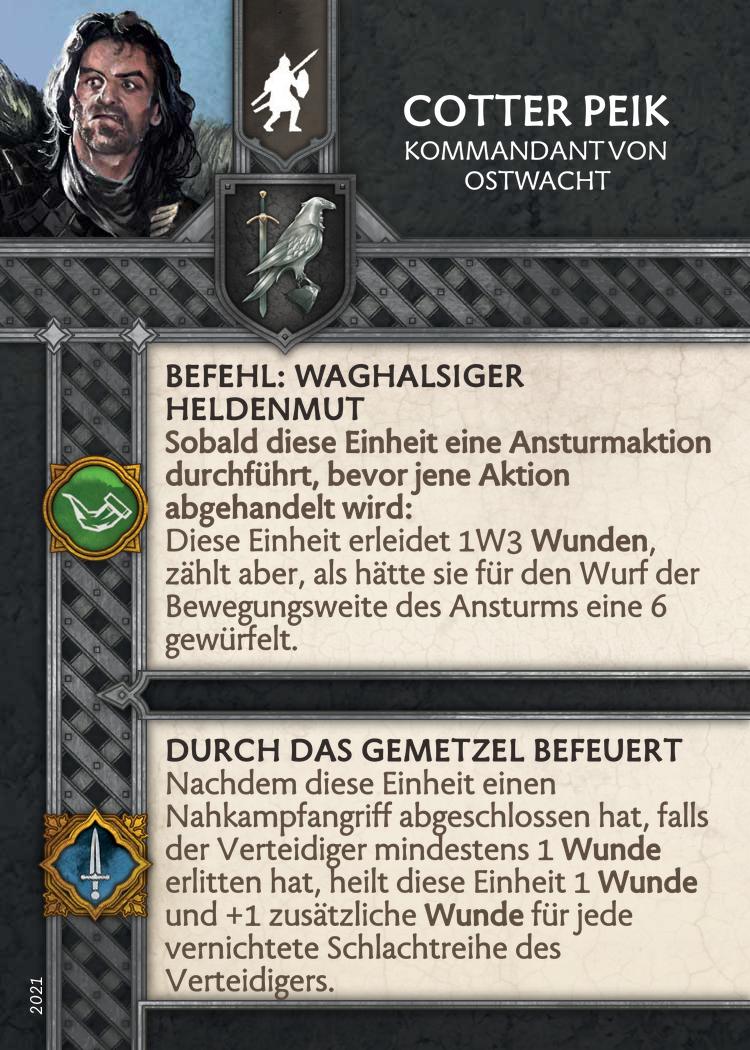 COTTER PEIK
KOMMANDANT VON
OSTWACHT
BEFEHL: WAGHALSIGER
HELDENMUT
Sobald diese Einheit eine Ansturmaktion
durchführt, bevor jene Aktion
abgehandelt wird:
Diese Einheit erleidet 1W3 Wunden,
zählt aber, als hätte sie für den Wurf der
Bewegungsweite des Ansturms eine 6
gewürfelt.
DURCH DAS GEMETZEL BEFEUERT
Nachdem diese Einheit einen
Nahkampfangriff abgeschlossen hat, falls
der Verteidiger mindestens 1 Wunde
erlitten hat, heilt diese Einheit 1 Wunde
und +1 zusätzliche Wunde für jede
vernichtete Schlachtreihe des
Verteidigers.
2021